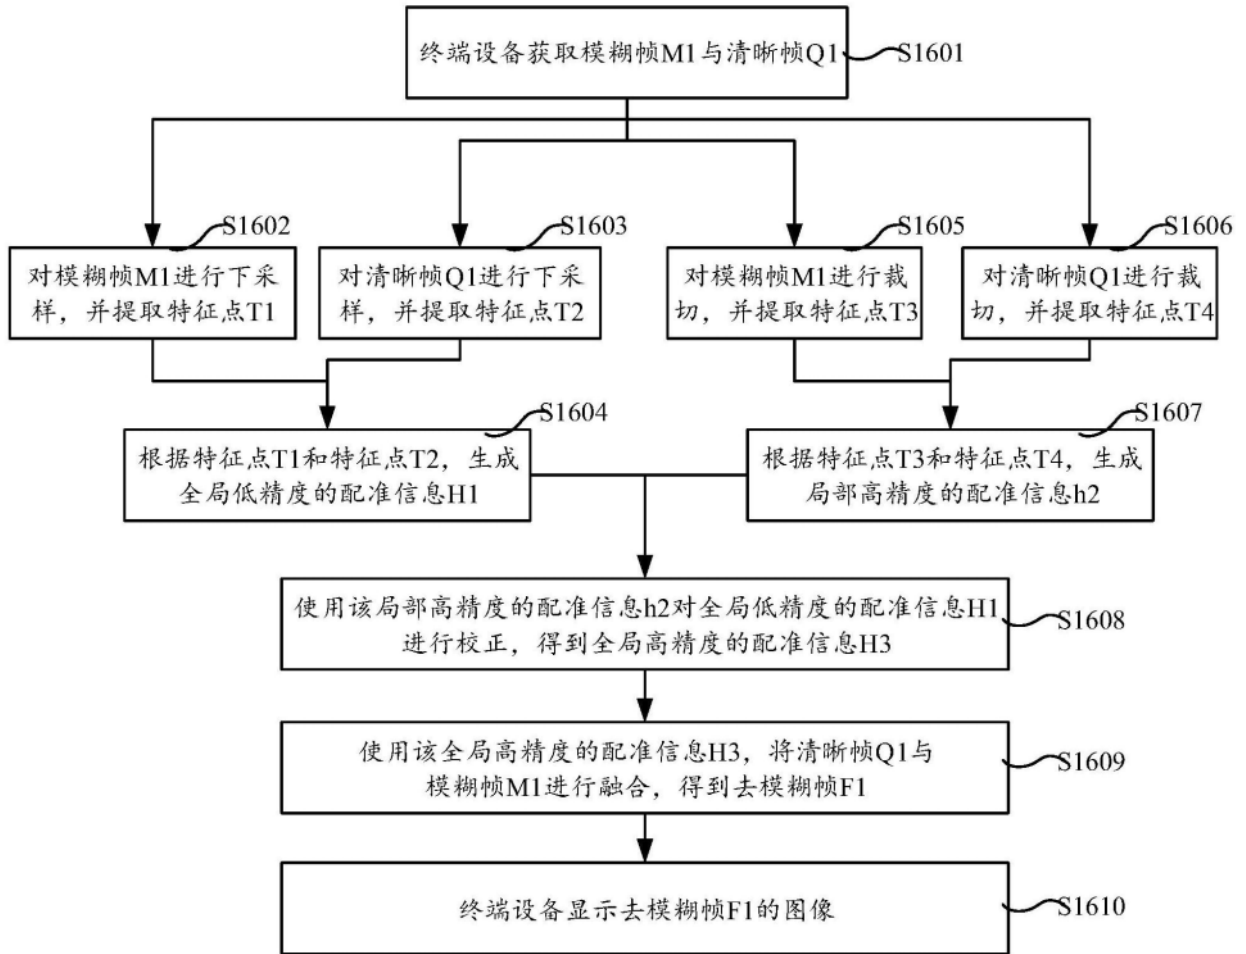 终端设备获取模糊帧M1与清晰帧Q1
S1601
S1602
S1603
S1605
S1606
对模糊帧M1进行下采
样，并提取特征点T1
对清晰帧Q1进行下采
样，并提取特征点T2
对模糊帧M1进行裁
切，并提取特征点T3
对清晰帧Q1进行裁
切，并提取特征点T4
S1604
S1607
根据特征点T1和特征点T2，生成
全局低精度的配准信息H1
根据特征点T3和特征点T4，生成
局部高精度的配准信息h2
使用该局部高精度的配准信息h2对全局低精度的配准信息H1
进行校正，得到全局高精度的配准信息H3
S1608
使用该全局高精度的配准信息H3，将清晰帧Q1与
模糊帧M1进行融合，得到去模糊帧F1
S1609
终端设备显示去模糊帧F1的图像
S1610